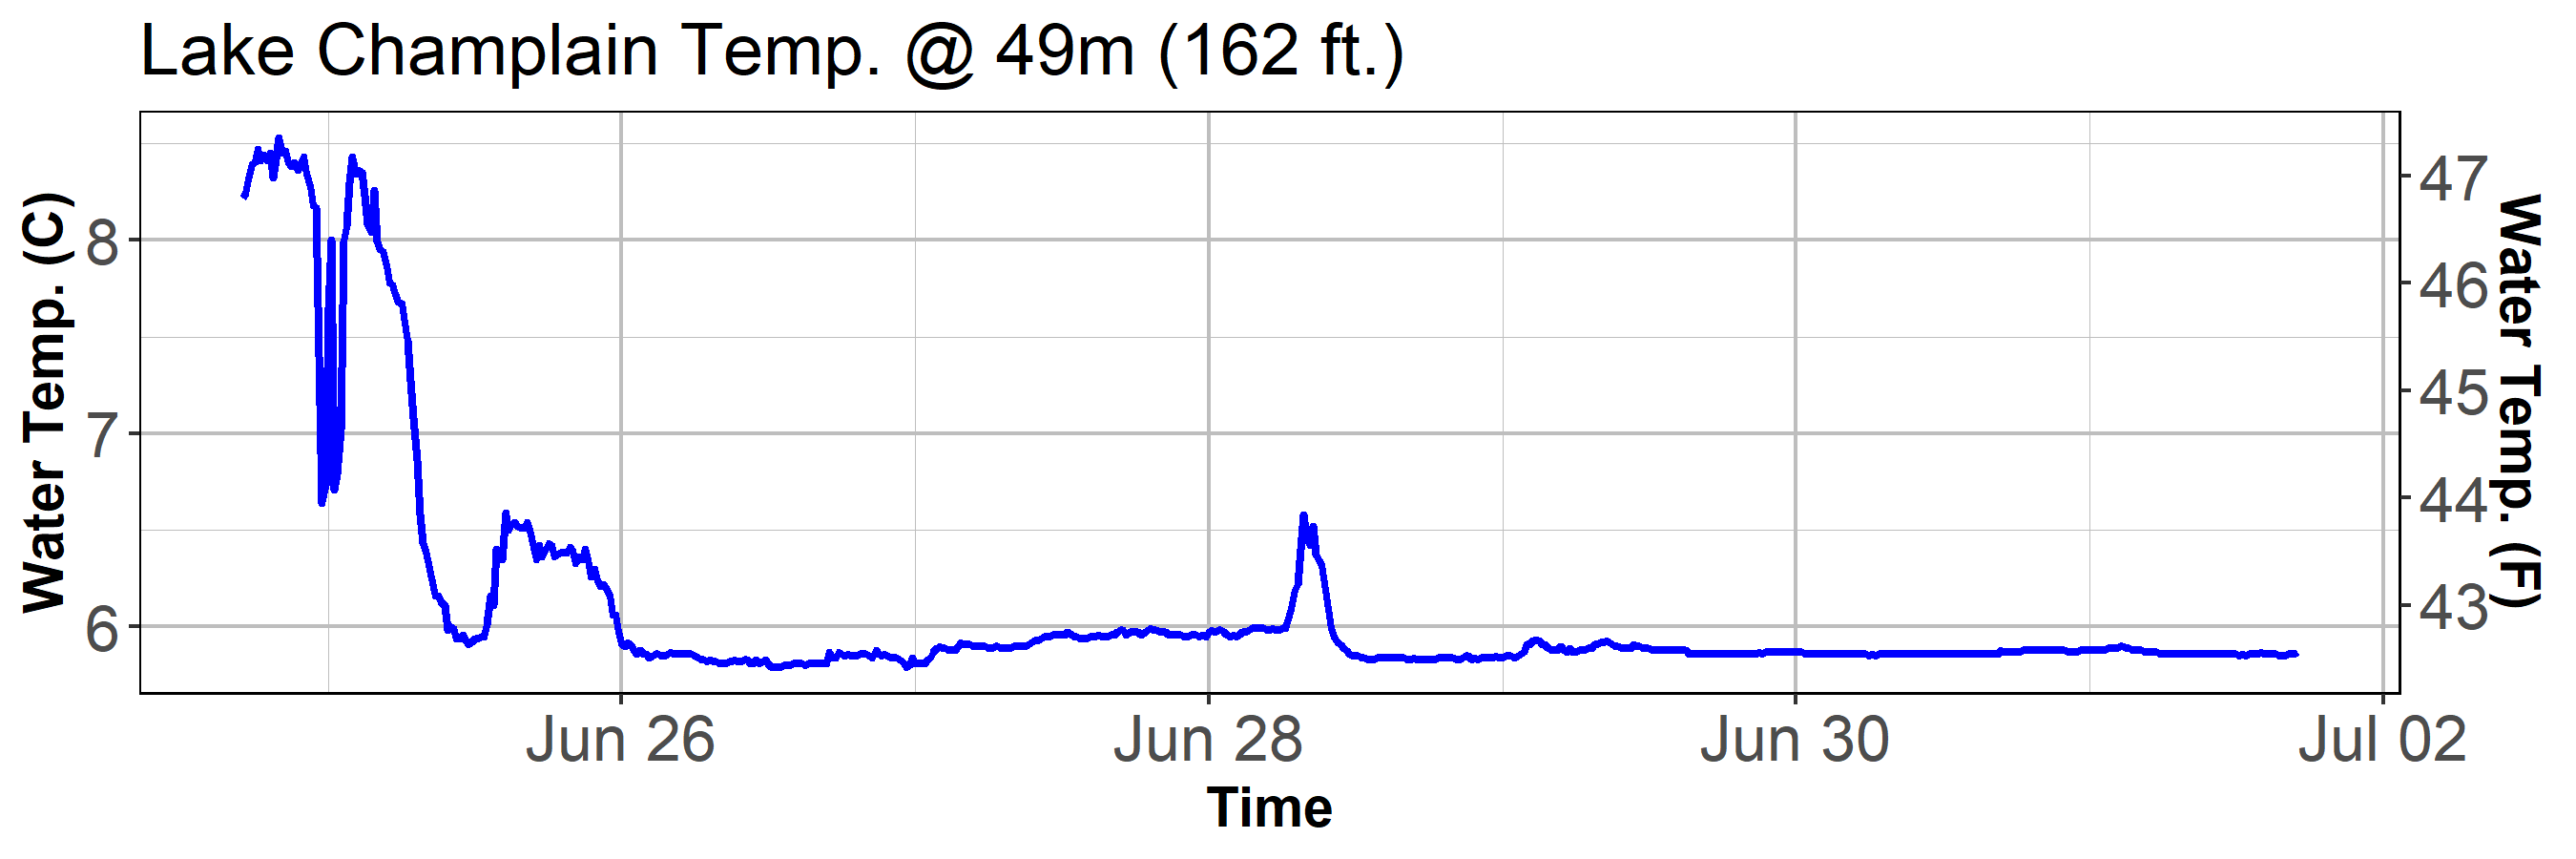 Lake Champlain Temp. @ 49m (162 ft.)
Water Temp. (C)
8
7
6
47
46
45
44
43
Water Temp. (F)
Jun 26 Jun 28 Jun 30 Jul 02
Time